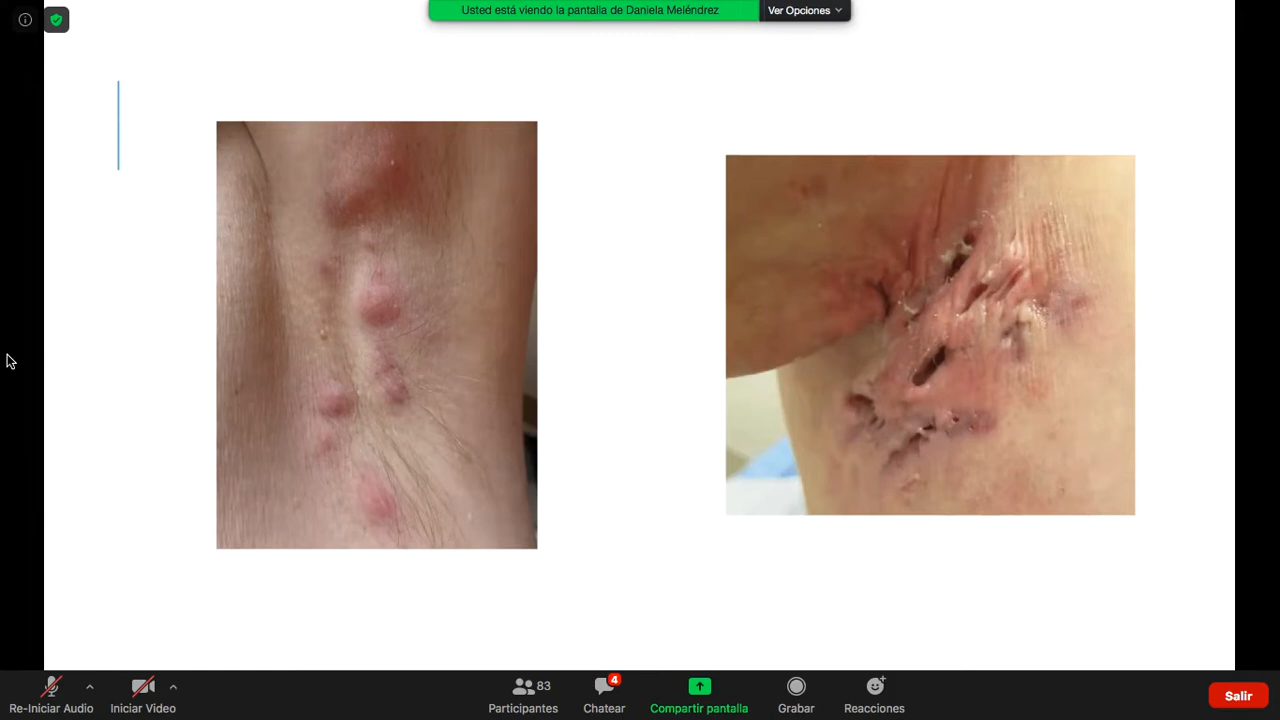 Usted está viendo la pantalla de Daniela Meléndrez
Ver Opciones
Re-Iniciar Audio
Iniciar Video
Participantes
83
Chatear
4
Compartir pantalla
Grabar
Reacciones
Salir